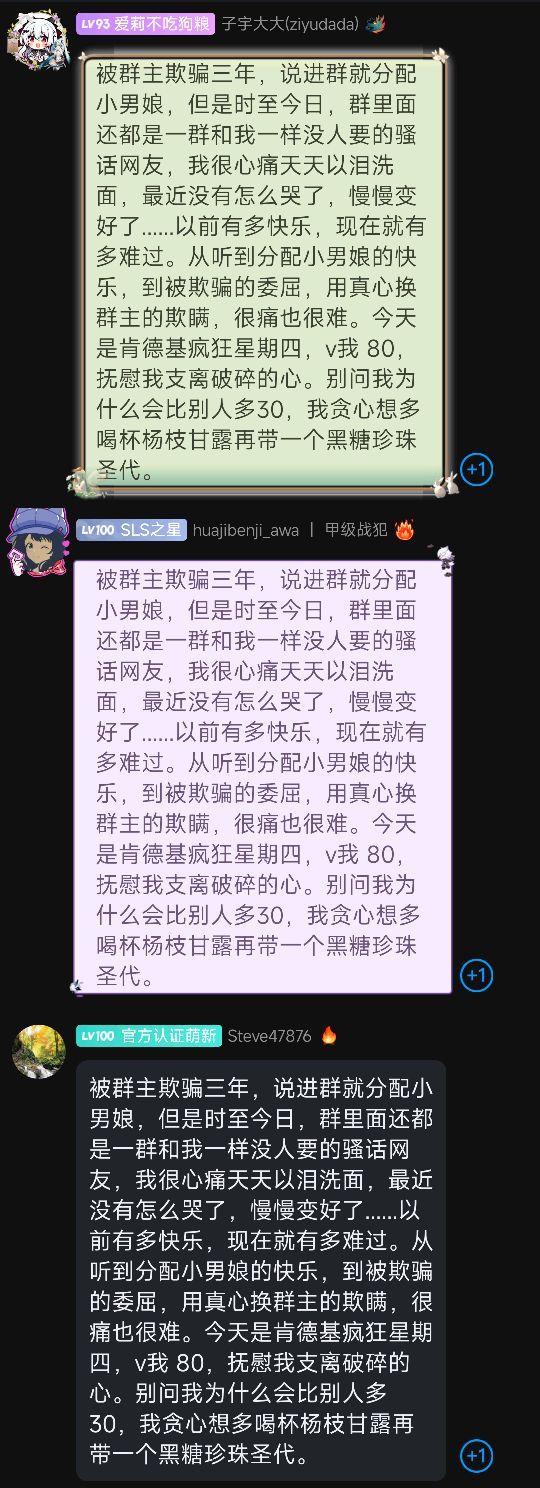 LV93 爱莉不吃狗粮 子宇大大(ziyudada)
被群主欺骗三年，说进群就分配
小男娘，但是时至今日，群里面
还都是一群和我一样没人要的骚
话网友，我很心痛天天以泪洗
面，最近没有怎么哭了，慢慢变
好了......以前有多快乐，现在就有
多难过。从听到分配小男娘的快
乐，到被欺骗的委屈，用真心换
群主的欺瞒，很痛也很难。今天
是肯德基疯狂星期四，v我 80，
抚慰我支离破碎的心。别问我为
什么会比别人多30，我贪心想多
喝杯杨枝甘露再带一个黑糖珍珠
圣代。
+1
LV100 SLS之星 huajibenji_awa | 甲级战犯
被群主欺骗三年，说进群就分配
小男娘，但是时至今日，群里面
还都是一群和我一样没人要的骚
话网友，我很心痛天天以泪洗
面，最近没有怎么哭了，慢慢变
好了......以前有多快乐，现在就有
多难过。从听到分配小男娘的快
乐，到被欺骗的委屈，用真心换
群主的欺瞒，很痛也很难。今天
是肯德基疯狂星期四，v我 80，
抚慰我支离破碎的心。别问我为
什么会比别人多30，我贪心想多
喝杯杨枝甘露再带一个黑糖珍珠
圣代。
+1
LV100 官方认证萌新 Steve47876
被群主欺骗三年，说进群就分配小
男娘，但是时至今日，群里面还都
是一群和我一样没人要的骚话网
友，我很心痛天天以泪洗面，最近
没有怎么哭了，慢慢变好了......以
前有多快乐，现在就有多难过。从
听到分配小男娘的快乐，到被欺骗
的委屈，用真心换群主的欺瞒，很
痛也很难。今天是肯德基疯狂星期
四，v我 80，抚慰我支离破碎的
心。别问我为什么会比别人多
30，我贪心想多喝杯杨枝甘露再
带一个黑糖珍珠圣代。
+1